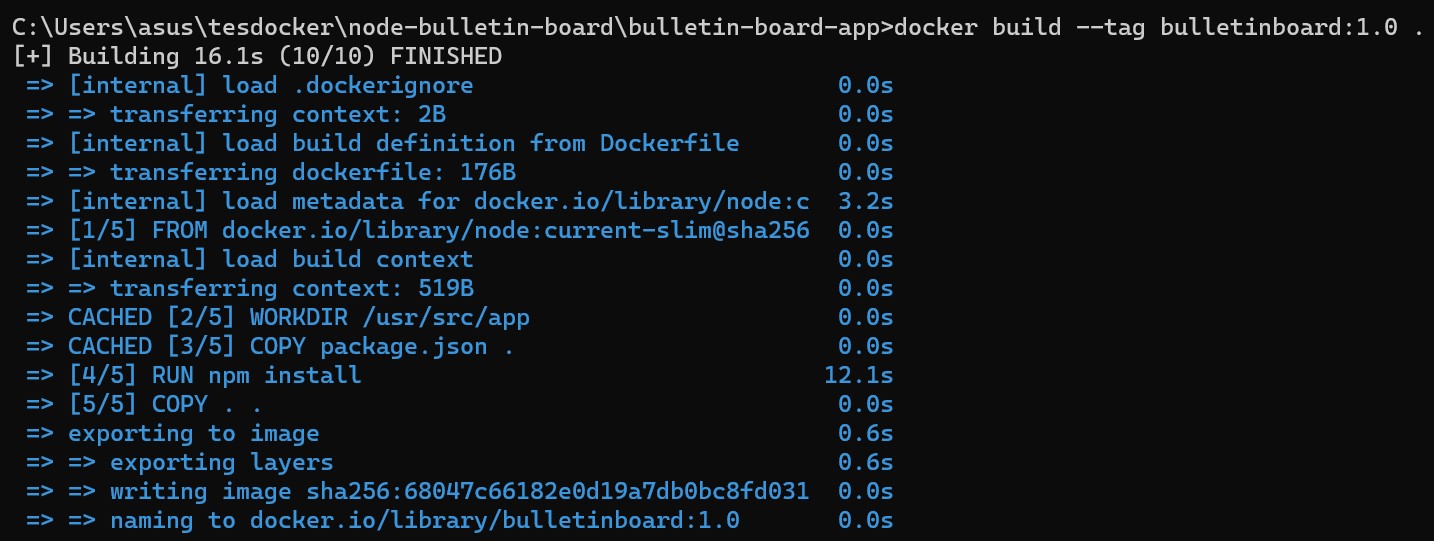 C:\Users\asus\tesdocker\node-bulletin-board\bulletin-board-app>docker build --tag bulletinboard:1.0 .
[+] Building 16.1s (10/10) FINISHED
=> [internal] load .dockerignore 0.0s
=> => transferring context: 2B 0.0s
=> [internal] load build definition from Dockerfile 0.0s
=> => transferring dockerfile: 176B 0.0s
=> [internal] load metadata for docker.io/library/node:c 3.2s
=> [1/5] FROM docker.io/library/node:current-slim@sha256 0.0s
=> [internal] load build context 0.0s
=> => transferring context: 519B 0.0s
=> CACHED [2/5] WORKDIR /usr/src/app 0.0s
=> CACHED [3/5] COPY package.json . 0.0s
=> [4/5] RUN npm install 12.1s
=> [5/5] COPY . . 0.0s
=> exporting to image 0.6s
=> => exporting layers 0.6s
=> => writing image sha256:68047c66182e0d19a7db0bc8fd031 0.0s
=> => naming to docker.io/library/bulletinboard:1.0 0.0s